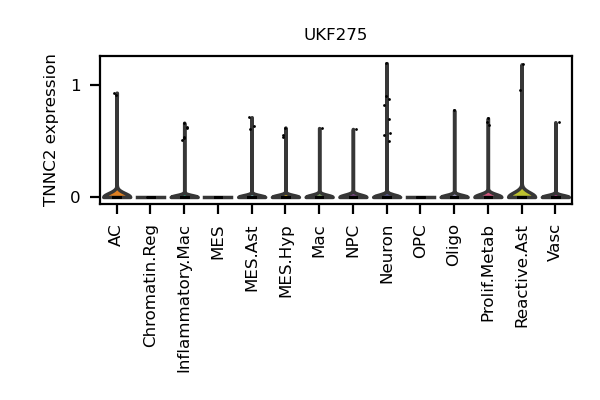 UKF275
TNNC2 expression
1
0
AC
Chromatin.Reg
Inflammatory.Mac
MES
MES.Ast
MES.Hyp
Mac
NPC
Neuron
OPC
Oligo
Prolif.Metab
Reactive.Ast
Vasc